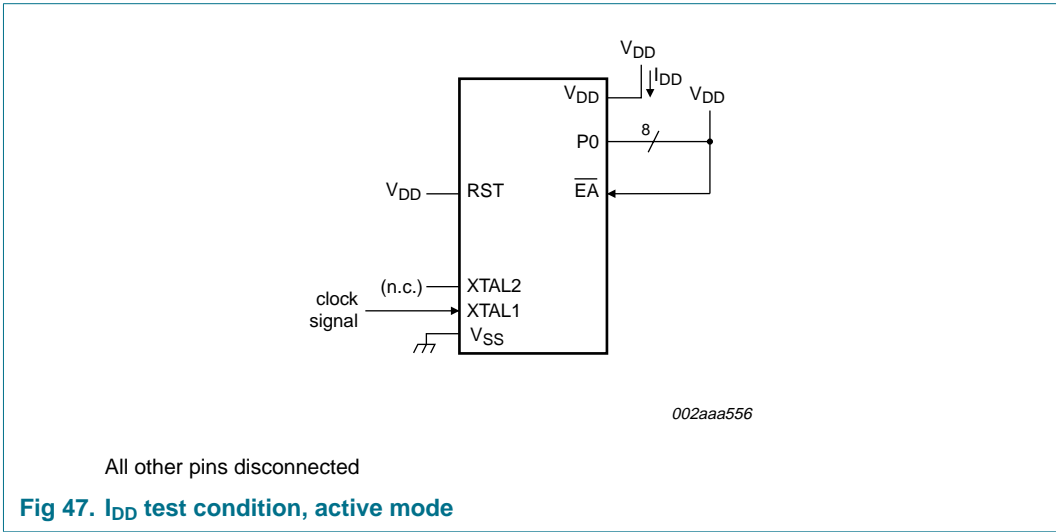 VDD
IDD
VDD
VDD
P0
8
VDD
RST
EA
(n.c.)
XTAL2
clock
signal
XTAL1
VSS
002aaa556
All other pins disconnected
Fig 47. IDD test condition, active mode